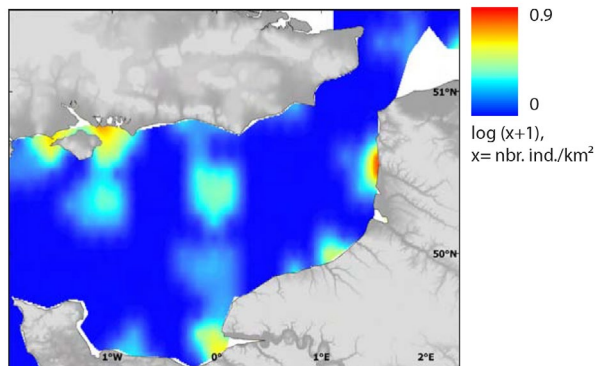 0.9
0
log (x+1),
x= nbr. ind./km²
51°N
50°N
1°W
0°
1°E
2°E